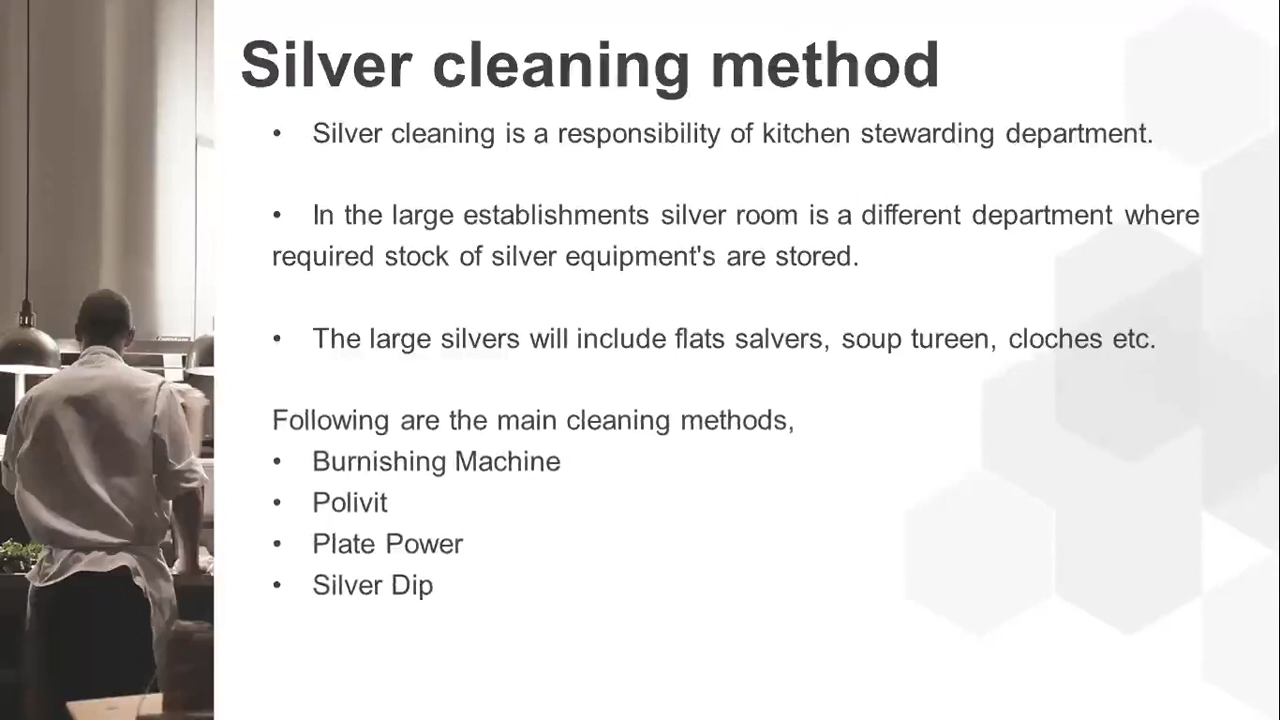 Silver cleaning method
• Silver cleaning is a responsibility of kitchen stewarding department.
• In the large establishments silver room is a different department where
required stock of silver equipment's are stored.
• The large silvers will include flats salvers, soup tureen, cloches etc.
Following are the main cleaning methods,
• Burnishing Machine
• Polivit
• Plate Power
• Silver Dip